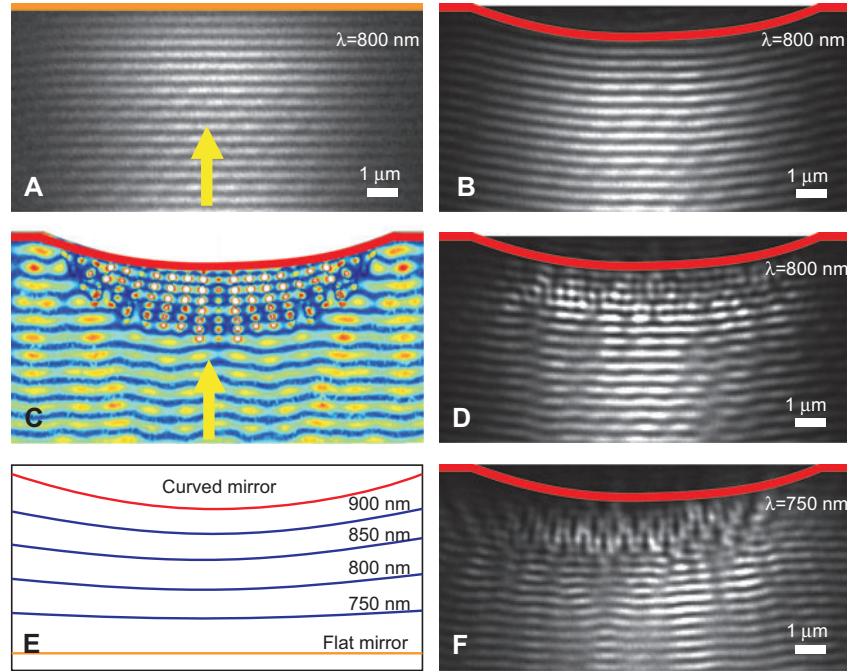 λ=800 nm
1 µm
A
λ=800 nm
1 µm
B
C
λ=800 nm
1 µm
D
Curved mirror
900 nm
850 nm
800 nm
750 nm
Flat mirror
E
λ=750 nm
1 µm
F